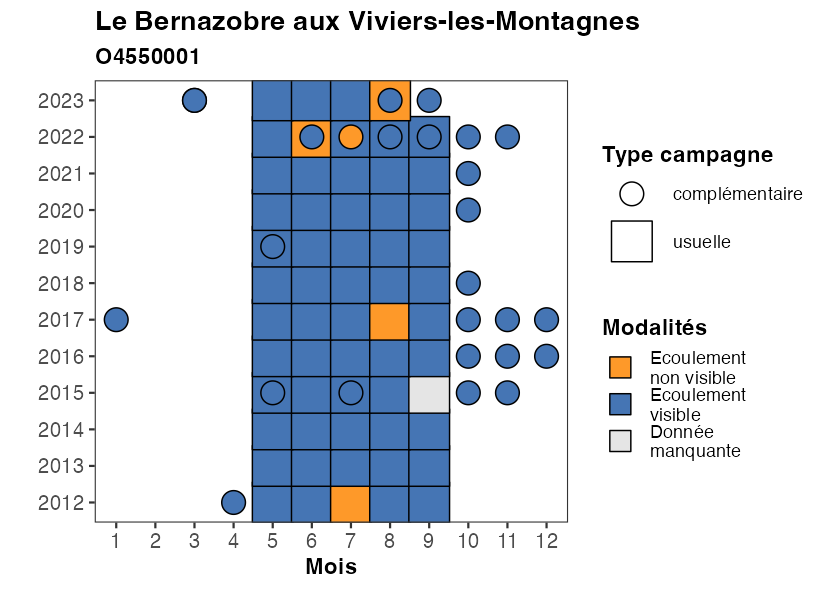 Le Bernazobre aux Viviers-les-Montagnes
O4550001
2023
2022
2021
2020
2019
2018
2017
2016
2015
2014
2013
2012
1 2 3 4 5 6 7 8 9 10 11 12
Mois
Type campagne
complémentaire
usuelle
Modalités
Ecoulement
non visible
Ecoulement
visible
Donnée
manquante